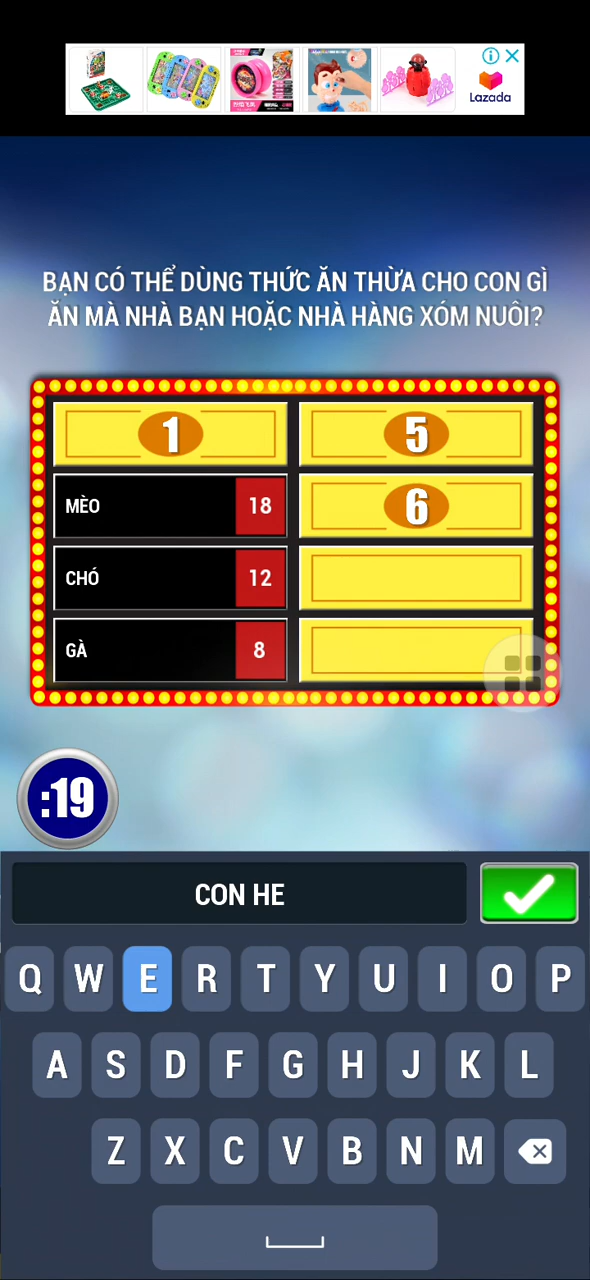 Lazada
BẠN CÓ THỂ DÙNG THỨC ĂN THỪA CHO CON GÌ
ĂN MÀ NHÀ BẠN HOẶC NHÀ HÀNG XÓM NUÔI?
1
5
MÈO 18
6
CHÓ 12
GÀ 8
:19
CON HE
Q W E R T Y U I O P
A S D F G H J K L
Z X C V B N M